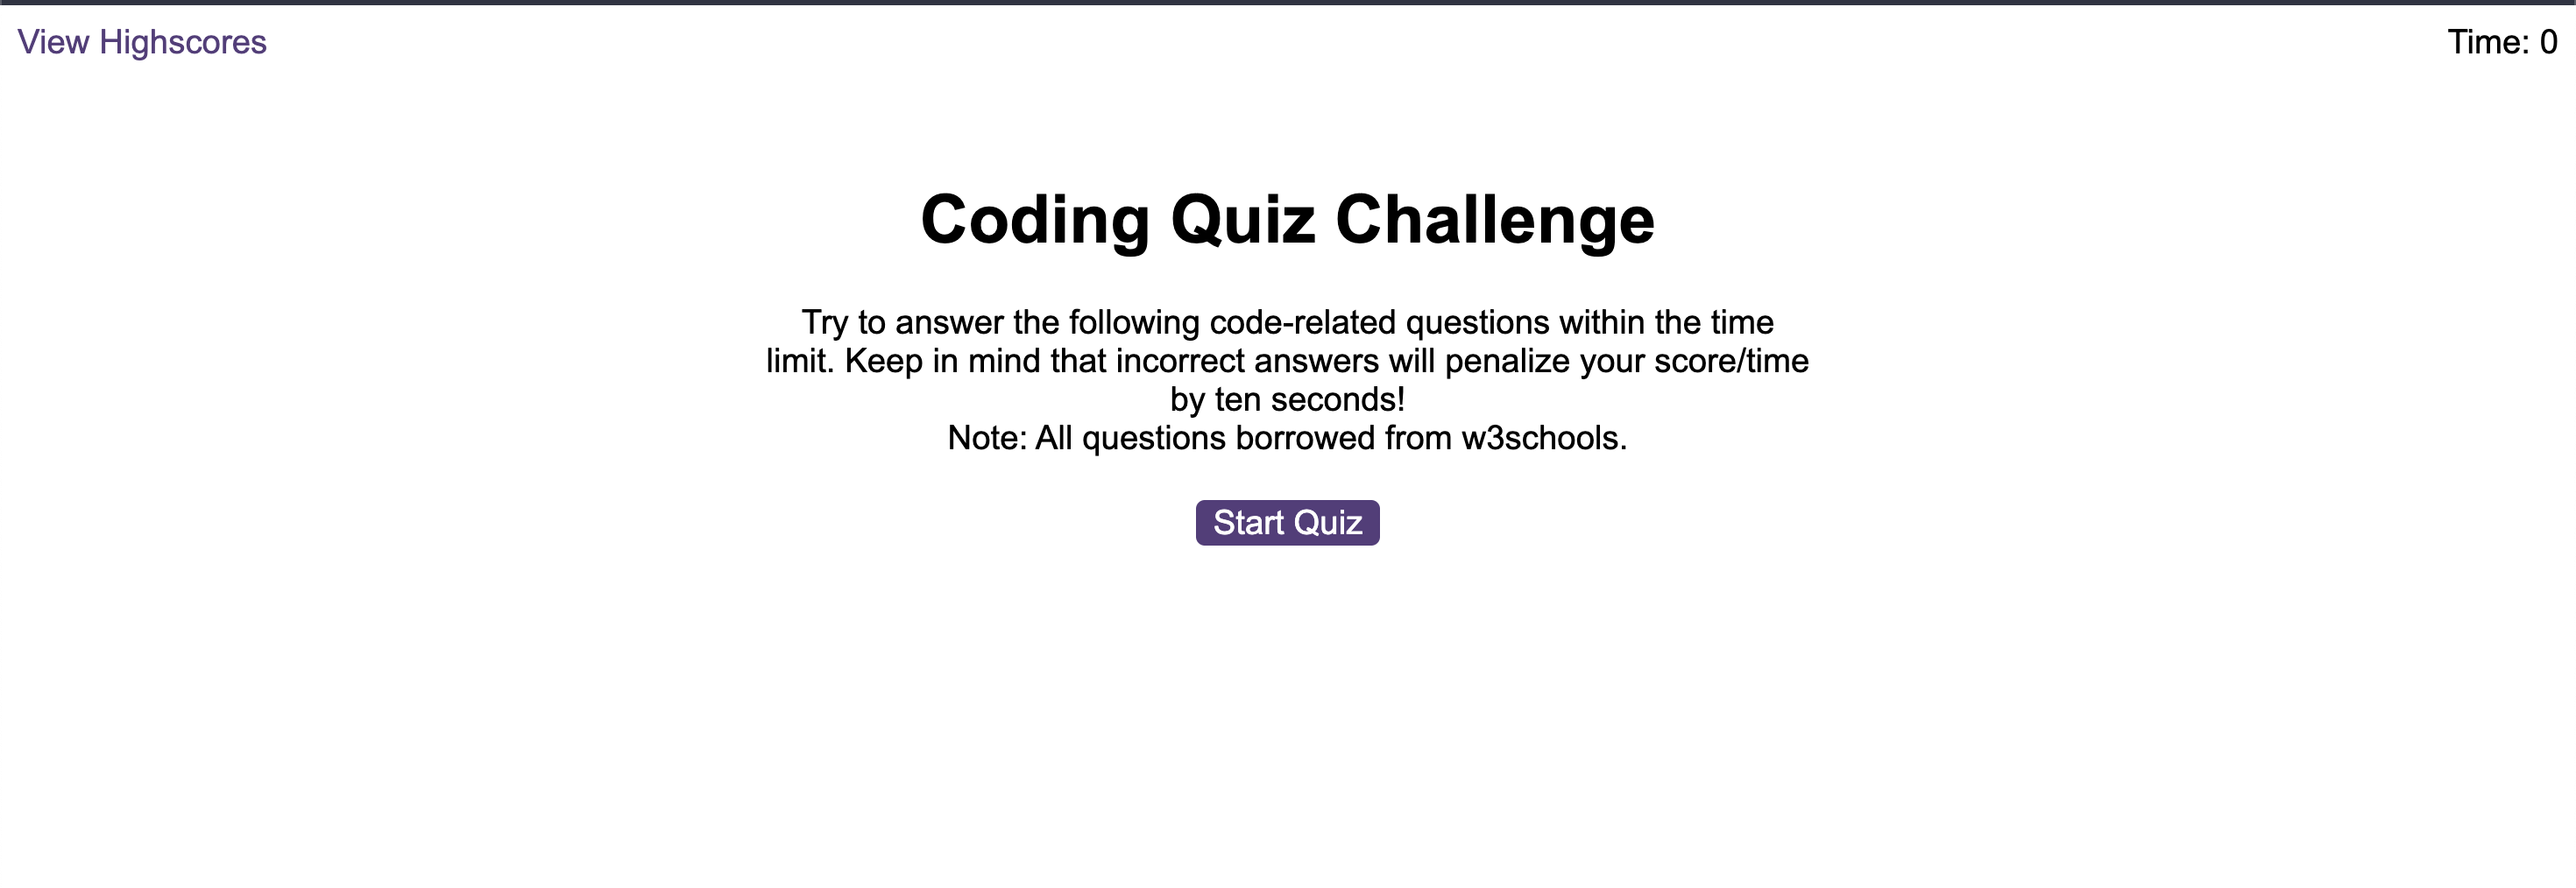 View Highscores
Time: 0
Coding Quiz Challenge
Try to answer the following code-related questions within the time
limit. Keep in mind that incorrect answers will penalize your score/time
by ten seconds!
Note: All questions borrowed from w3schools.
Start Quiz